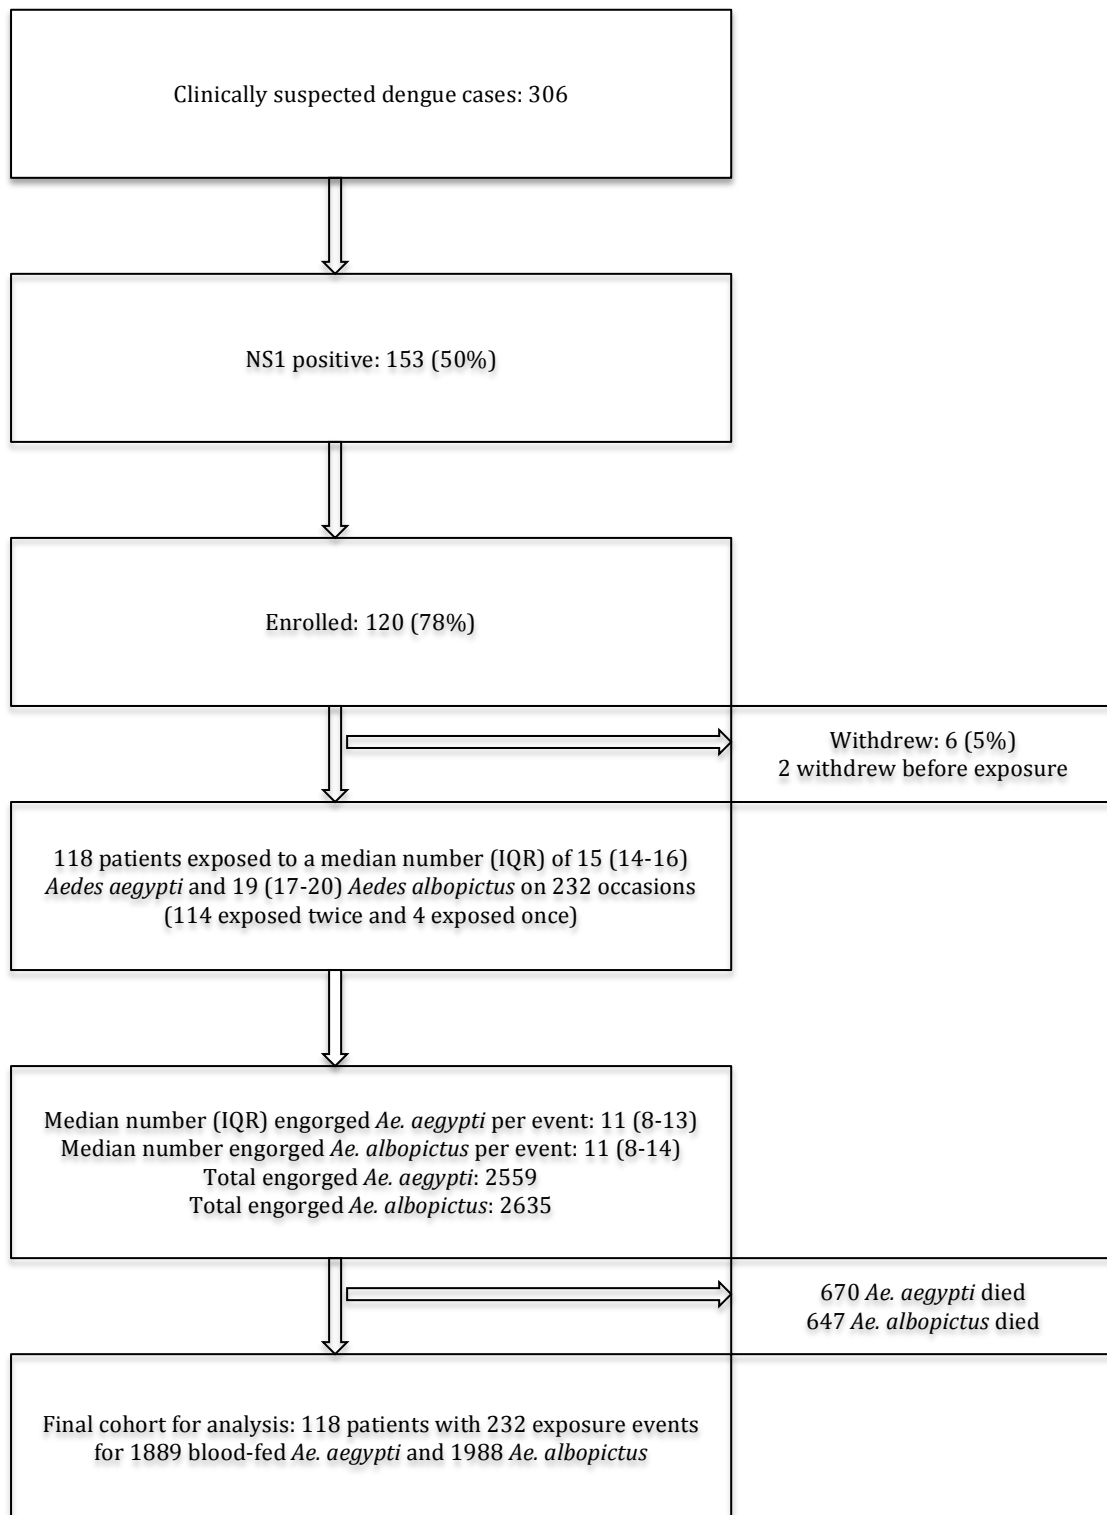 Clinically suspected dengue cases: 306
NS1 positive: 153 (50%)
Enrolled: 120 (78%)
Withdrew: 6 (5%)
2 withdrew before exposure
118 patients exposed to a median number (IQR) of 15 (14-16)
Aedes aegypti and 19 (17-20) Aedes albopictus on 232 occasions
(114 exposed twice and 4 exposed once)
Median number (IQR) engorged Ae. aegypti per event: 11 (8-13)
Median number engorged Ae. albopictus per event: 11 (8-14)
Total engorged Ae. aegypti: 2559
Total engorged Ae. albopictus: 2635
670 Ae. aegypti died
647 Ae. albopictus died
Final cohort for analysis: 118 patients with 232 exposure events
for 1889 blood-fed Ae. aegypti and 1988 Ae. albopictus